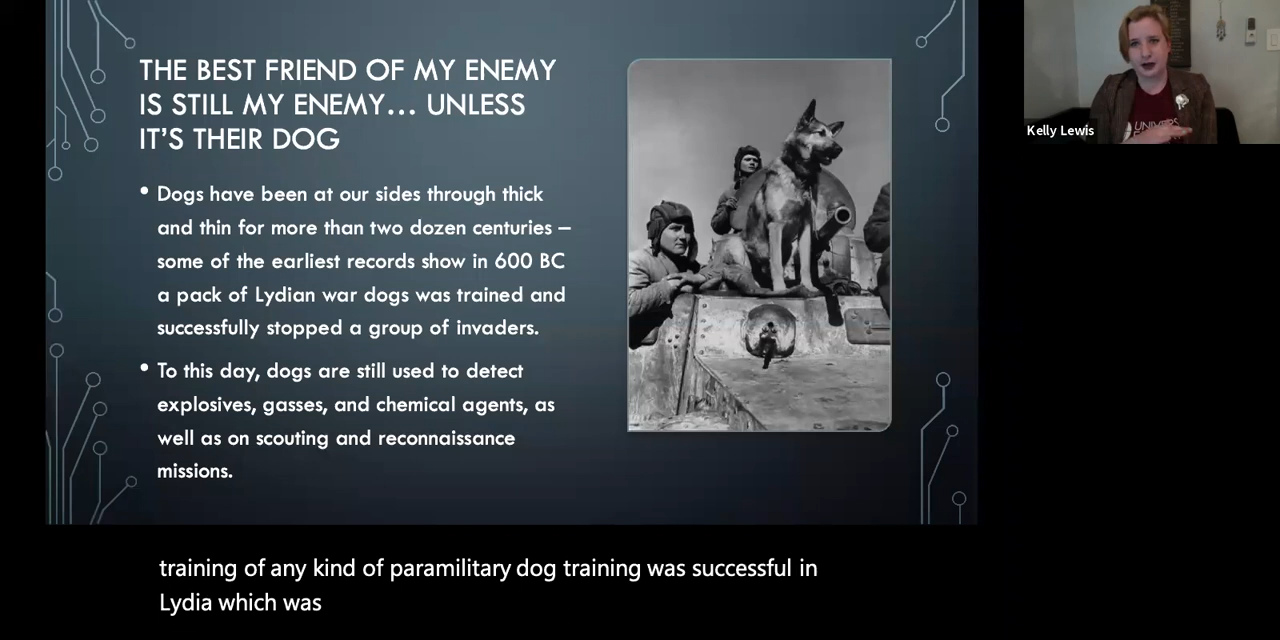 THE BEST FRIEND OF MY ENEMY
IS STILL MY ENEMY... UNLESS
IT'S THEIR DOG
• Dogs have been at our sides through thick
and thin for more than two dozen centuries –
some of the earliest records show in 600 BC
a pack of Lydian war dogs was trained and
successfully stopped a group of invaders.
• To this day, dogs are still used to detect
explosives, gasses, and chemical agents, as
well as on scouting and reconnaissance
missions.
Kelly Lewis
training of any kind of paramilitary dog training was successful in
Lydia which was